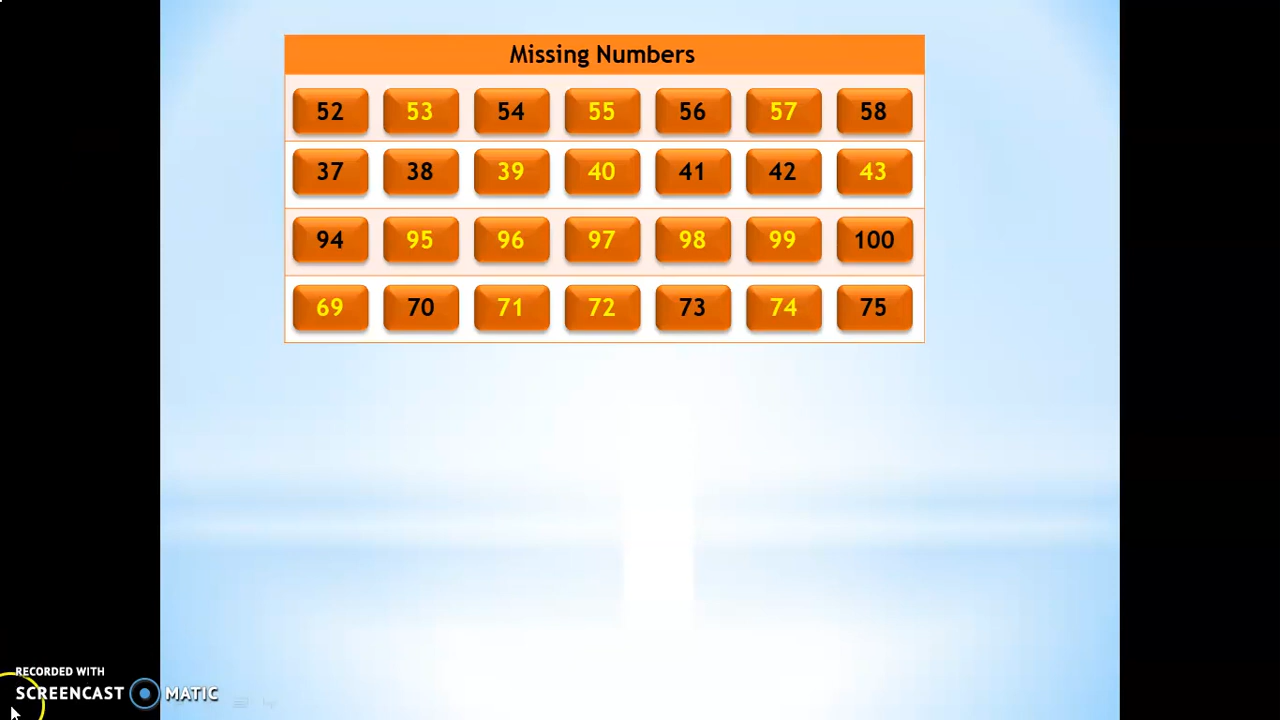 Missing Numbers
52 53 54 55 56 57 58
37 38 39 40 41 42 43
94 95 96 97 98 99 100
69 70 71 72 73 74 75
RECORDED WITH
SCREENCAST MATIC